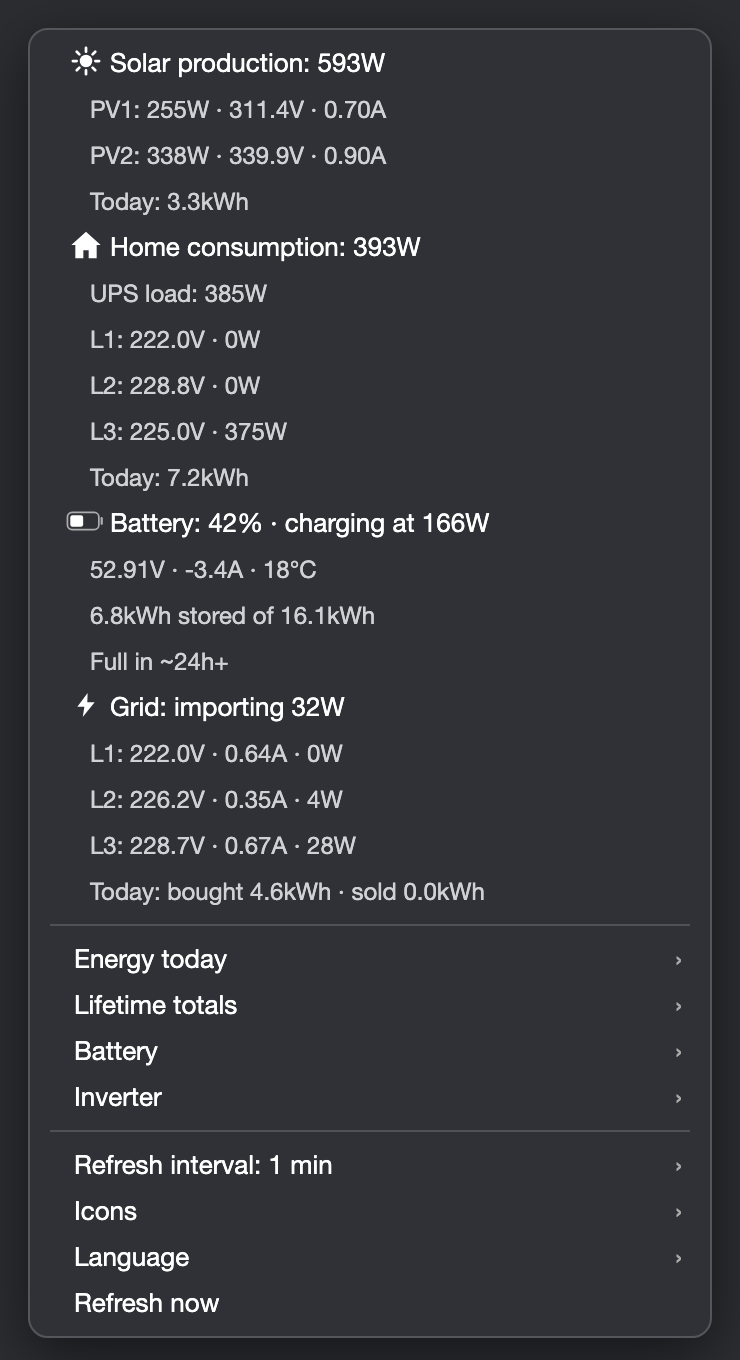 Solar production: 593W
PV1: 255W · 311.4V · 0.70A
PV2: 338W · 339.9V · 0.90A
Today: 3.3kWh
Home consumption: 393W
UPS load: 385W
L1: 222.0V · 0W
L2: 228.8V · 0W
L3: 225.0V · 375W
Today: 7.2kWh
Battery: 42% · charging at 166W
52.91V · -3.4A · 18°C
6.8kWh stored of 16.1kWh
Full in ~24h+
Grid: importing 32W
L1: 222.0V · 0.64A · 0W
L2: 226.2V · 0.35A · 4W
L3: 228.7V · 0.67A · 28W
Today: bought 4.6kWh · sold 0.0kWh
Energy today
Lifetime totals
Battery
Inverter
Refresh interval: 1 min
Icons
Language
Refresh now